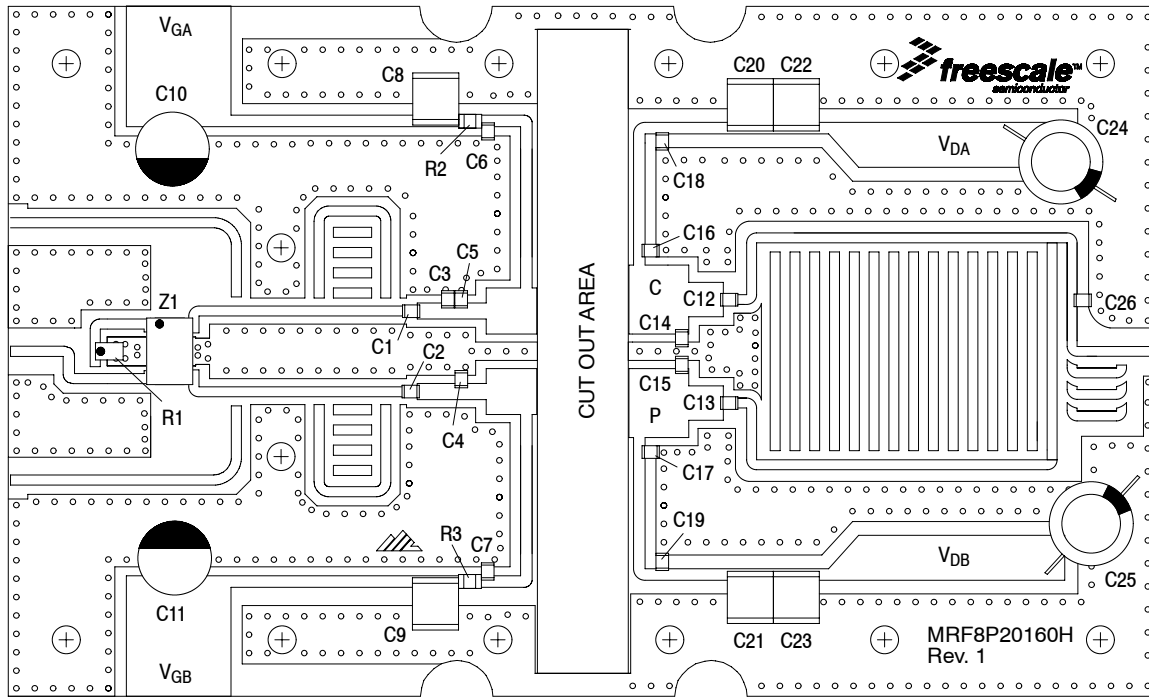 VGA
C8
C20 C22
freescale™
semiconductor
C10
C24
R2
C6
VDA
C18
C16
C3
C5
C
C12
Z1
C26
C14
C1
C2
CUT OUT AREA
C15
C13
R1
P
C4
C17
C19
R3
C7
VDB
C25
C11
C9
C21 C23
MRF8P20160H
Rev. 1
VGB